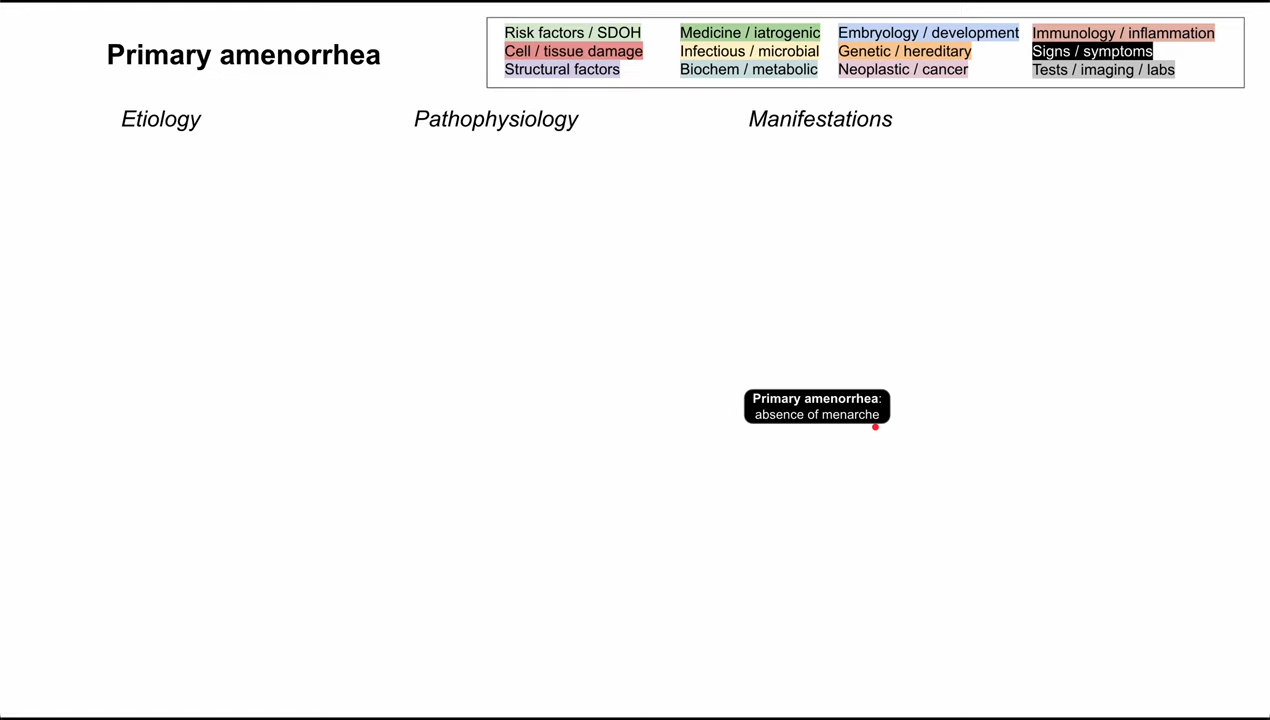 Primary amenorrhea
Risk factors / SDOH
Cell / tissue damage
Structural factors
Medicine / iatrogenic
Infectious / microbial
Biochem / metabolic
Embryology / development
Genetic / hereditary
Neoplastic / cancer
Immunology / inflammation
Signs / symptoms
Tests / imaging / labs
Etiology
Pathophysiology
Manifestations
Primary amenorrhea:
absence of menarche